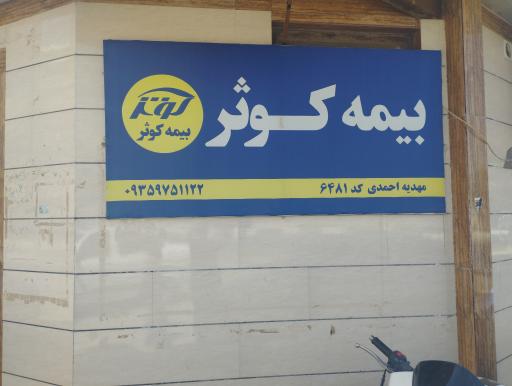 بیمه کوثر
کوثر
بیمه کوثر
مهدیه احمدی کد ۶۴۸۱
۰۹۳۵۹۷۵۱۱۲۲